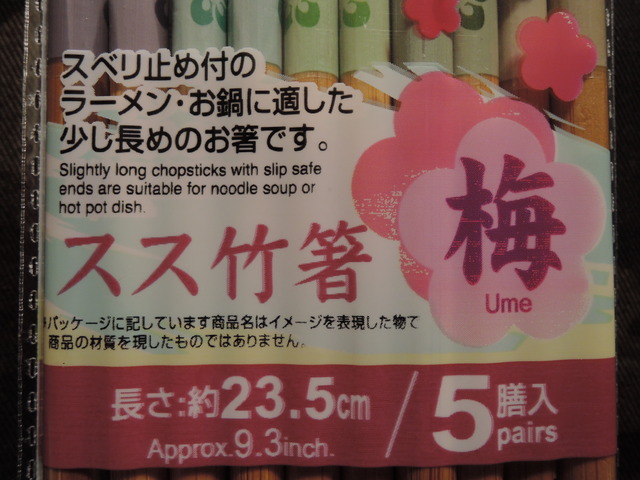 スベリ止め付の
ラーメン・お鍋に適した
少し長めのお箸です。
Slightly long chopsticks with slip safe
ends are suitable for noodle soup or
hot pot dish.
スス竹箸
梅
Ume
*パッケージに記しています商品名はイメージを表現した物で
商品の材質を現したものではありません。
長さ:約23.5cm
Approx.9.3inch.
5膳入
pairs